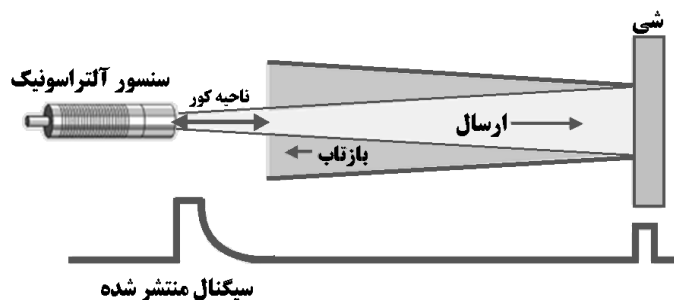 شی
سنسور آلتراسونیک
ناحیه کور
ارسال
بازتاب
سیگنال منتشر شده